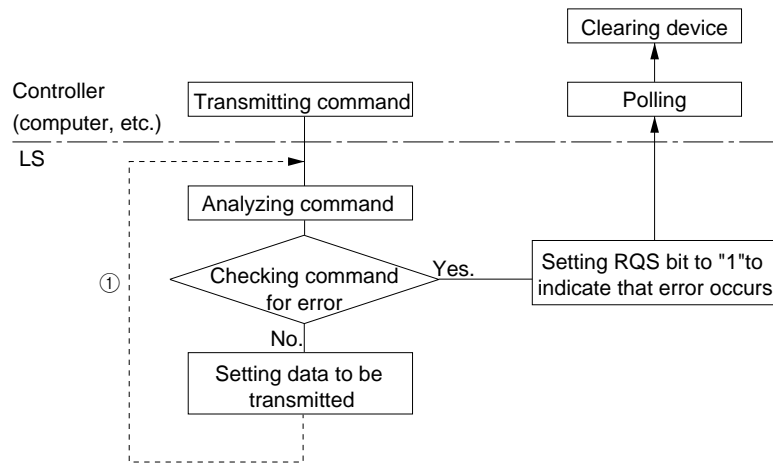 Clearing device
Controller
(computer, etc.)
Transmitting command
Polling
LS
Analyzing command
①
Checking command
for error
Yes.
Setting RQS bit to "1"to
indicate that error occurs
No.
Setting data to be
transmitted